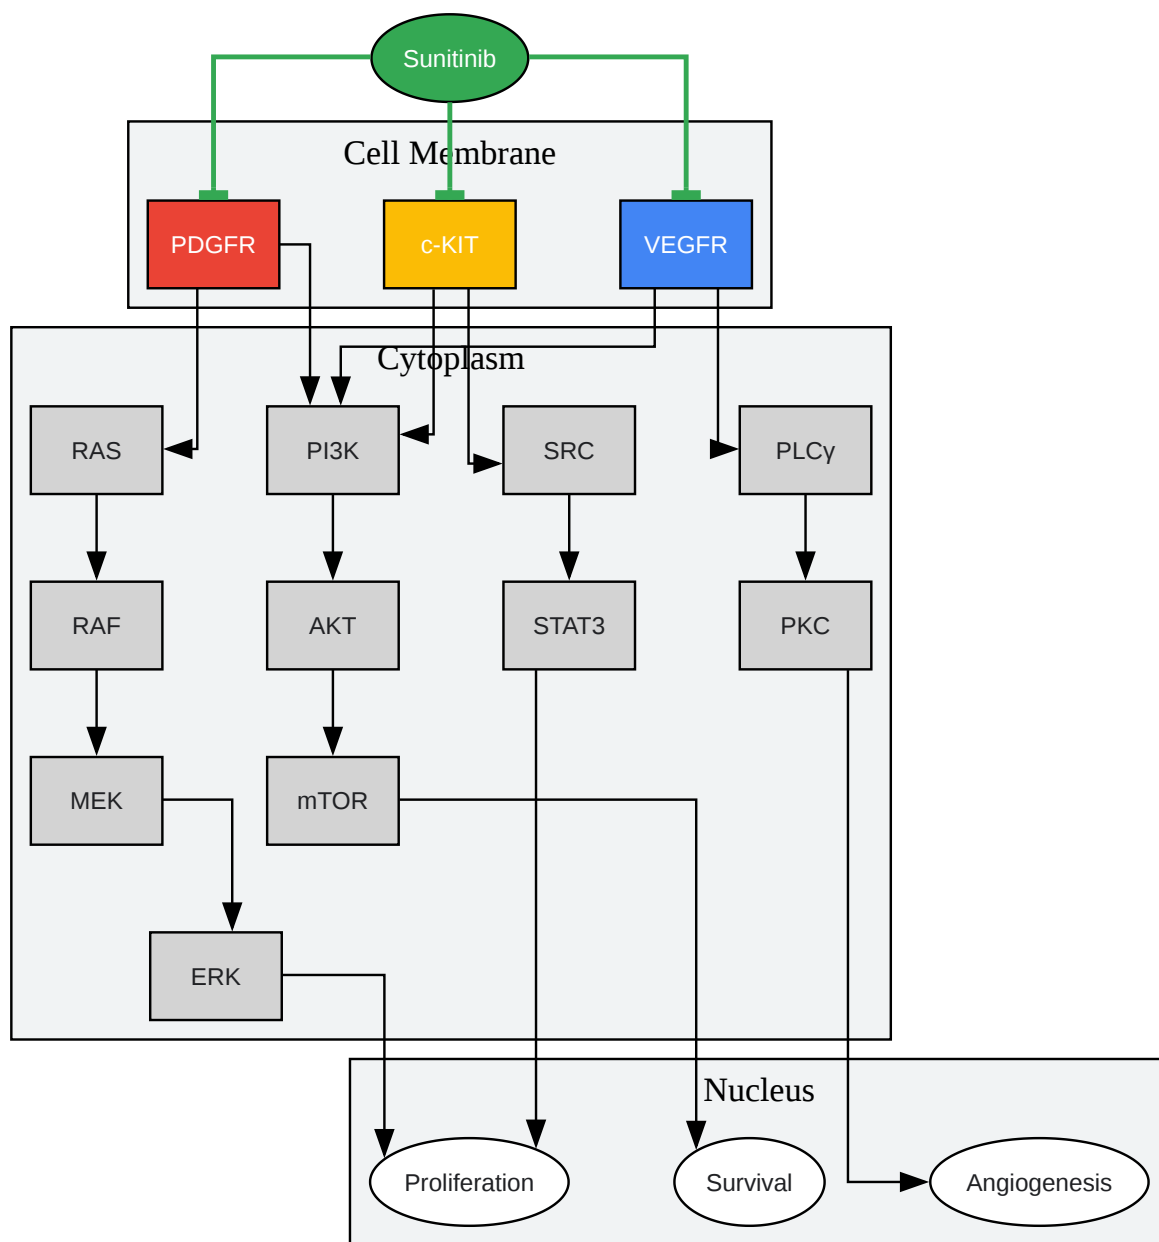 Sunitinib
Cell Membrane
PDGFR
c-KIT
VEGFR
Cytoplasm
RAS
PI3K
SRC
PLCγ
RAF
AKT
STAT3
PKC
MEK
mTOR
ERK
Nucleus
Proliferation
Survival
Angiogenesis